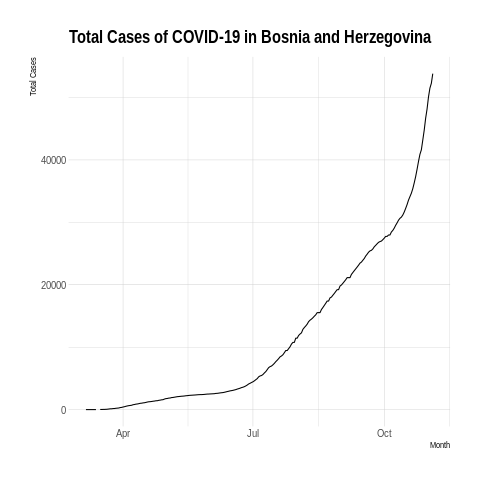 Total Cases of COVID-19 in Bosnia and Herzegovina
Total Cases
40000
20000
0
Apr Jul Oct
Month